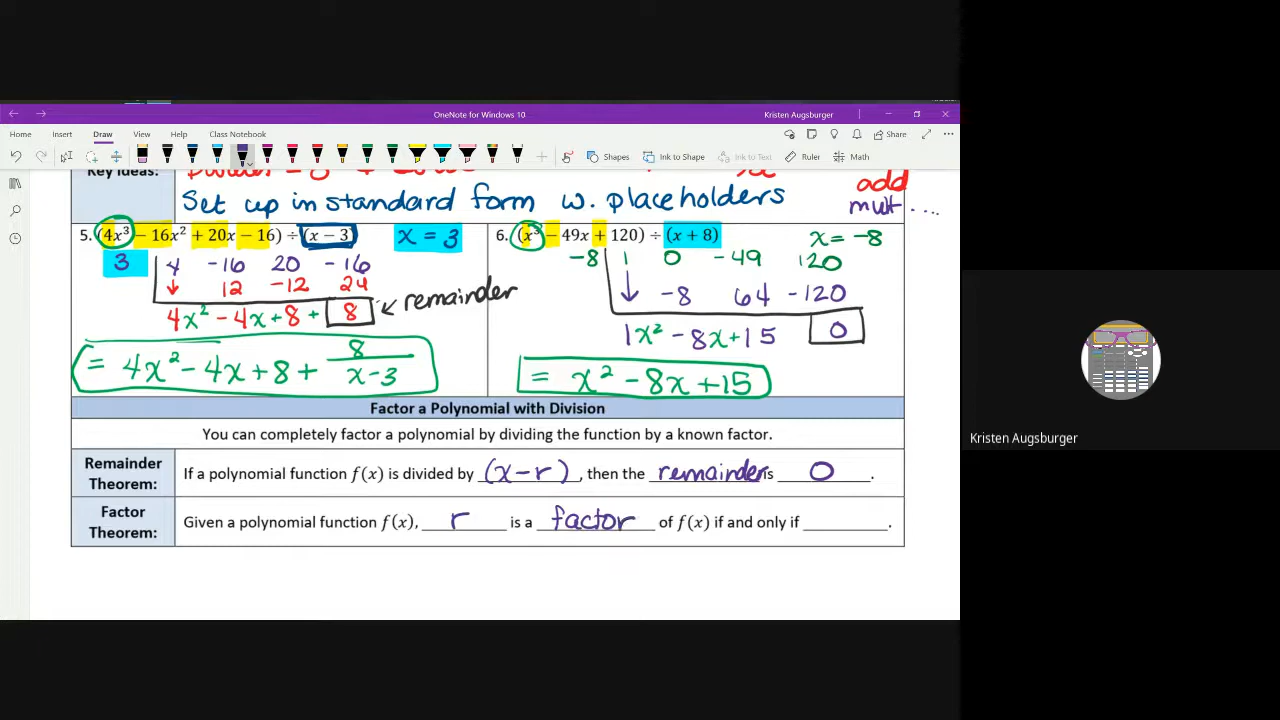 OneNote for Windows 10
Kristen Augsburger
Home Insert Draw View Help Class Notebook
Share
Shapes Ink to Shape Ink to Text Ruler Math
Key Ideas:
add
Set up in standard form w. placeholders
mult ....
5. (4x³ − 16x² + 20x − 16) ÷ (x − 3) x = 3
3 4 -16 20 -16
12 -12 24
4x² - 4x + 8 + 8 ← remainder
= 4x² - 4x + 8 + 8/(x-3)
6. (x³ − 49x + 120) ÷ (x + 8) x = -8
-8 1 0 -49 120
-8 64 -120
1x² - 8x + 15 0
= x² - 8x + 15
Factor a Polynomial with Division
You can completely factor a polynomial by dividing the function by a known factor.
Remainder Theorem: If a polynomial function f(x) is divided by (x-r), then the remainder is 0.
Factor Theorem: Given a polynomial function f(x), r is a factor of f(x) if and only if ________.
Kristen Augsburger